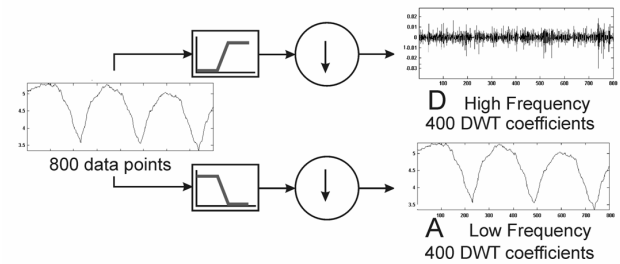 0.02
0.01
0
-0.01
-0.02
-0.03
100 200 300 400 500 600 700 800
D High Frequency
400 DWT coefficients
5
4.5
4
3.5
800 data points
5
4.5
4
3.5
100 200 300 400 500 600 700 800
A Low Frequency
400 DWT coefficients